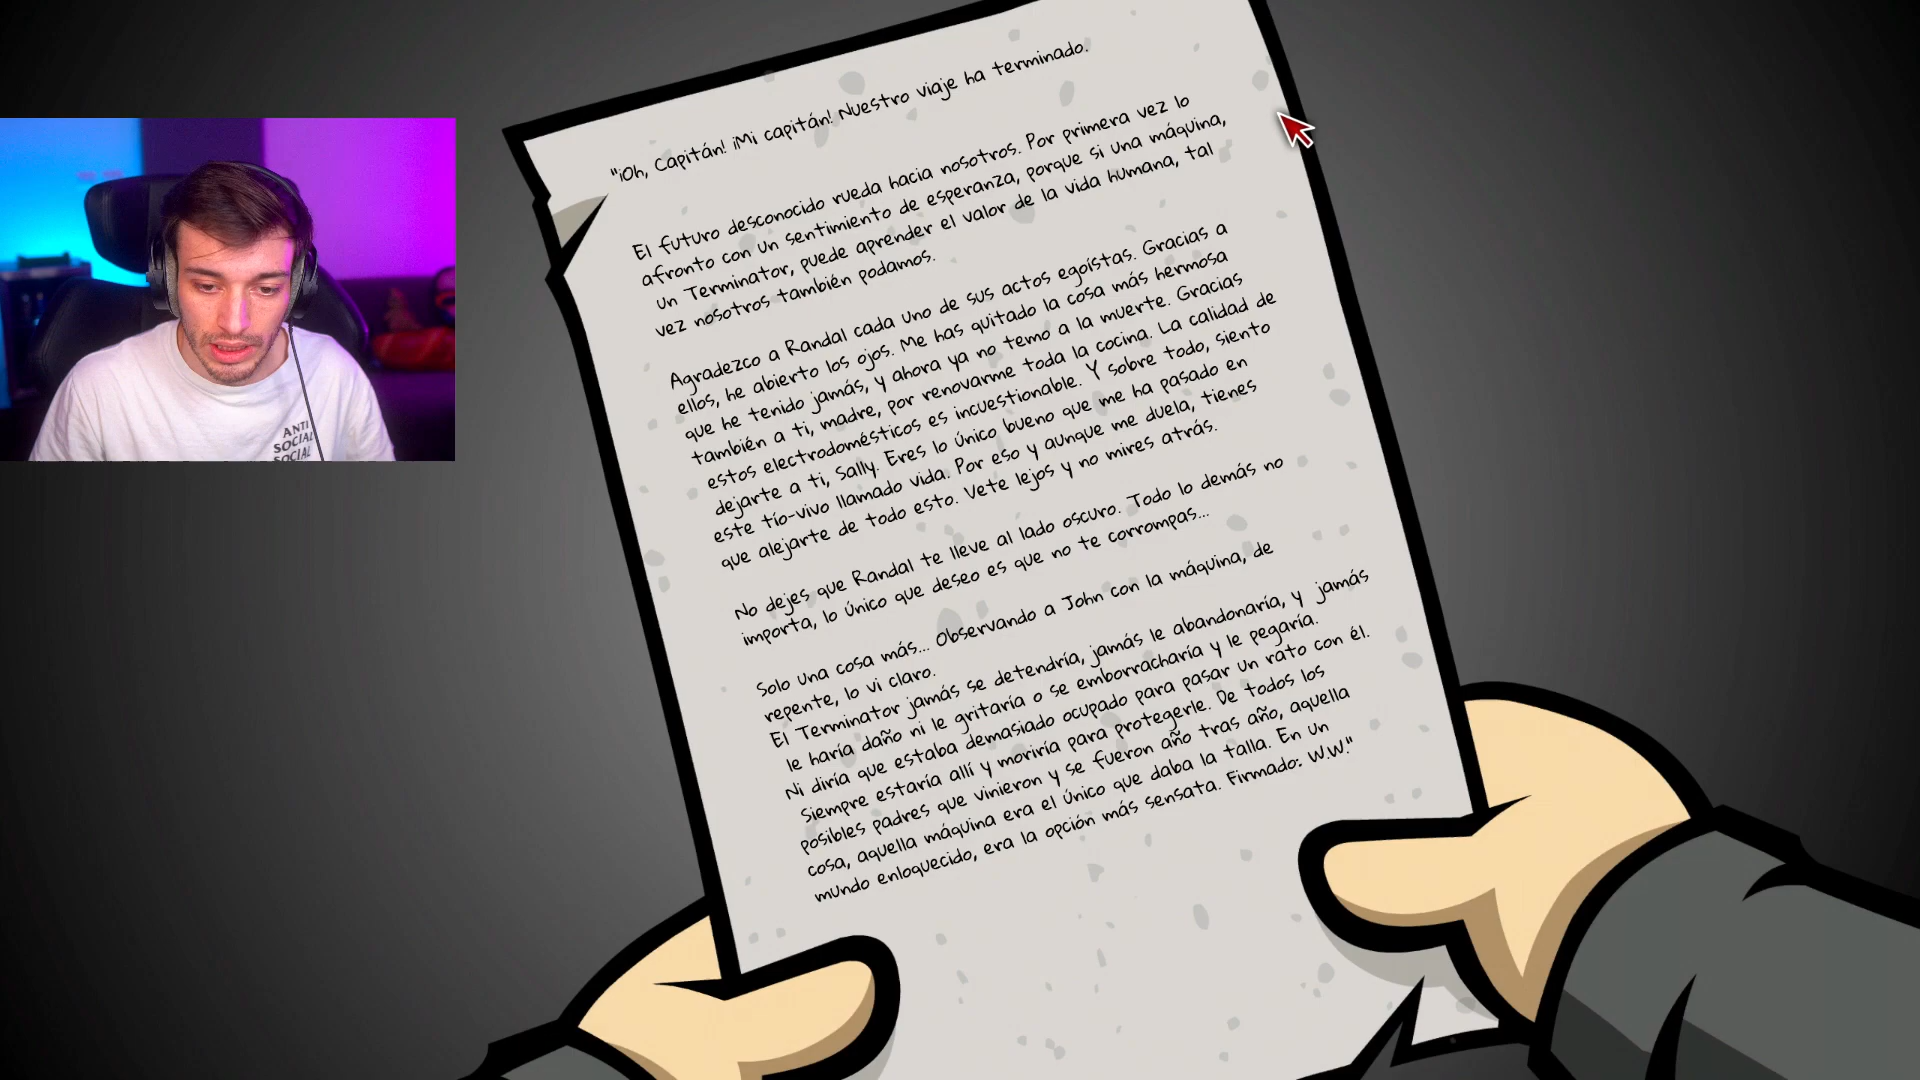 "¡Oh, Capitán! ¡Mi capitán! Nuestro viaje ha terminado.
El futuro desconocido rueda hacia nosotros. Por primera vez lo
afronto con un sentimiento de esperanza, porque si una máquina,
un Terminator, puede aprender el valor de la vida humana, tal
vez nosotros también podamos.
Agradezco a Randal cada uno de sus actos egoístas. Gracias a
ellos, he abierto los ojos. Me has quitado la cosa más hermosa
que he tenido jamás, y ahora ya no temo a la muerte. Gracias
también a ti, madre, por renovarme toda la cocina. La calidad de
estos electrodomésticos es incuestionable. Y sobre todo, siento
dejarte a ti, Sally. Eres lo único bueno que me ha pasado en
este tío-vivo llamado vida. Por eso y aunque me duela, tienes
que alejarte de todo esto. Vete lejos y no mires atrás.
No dejes que Randal te lleve al lado oscuro. Todo lo demás no
importa, lo único que deseo es que no te corrompas...
Solo una cosa más... Observando a John con la máquina, de
repente, lo vi claro.
El Terminator jamás se detendría, jamás le abandonaría, y jamás
le haría daño ni le gritaría o se emborracharía y le pegaría.
Ni diría que estaba demasiado ocupado para pasar un rato con él.
Siempre estaría allí y moriría para protegerle. De todos los
posibles padres que vinieron y se fueron año tras año, aquella
cosa, aquella máquina era el único que daba la talla. En un
mundo enloquecido, era la opción más sensata. Firmado: W.W."
ANTI
SOCIAL
SOCIAL